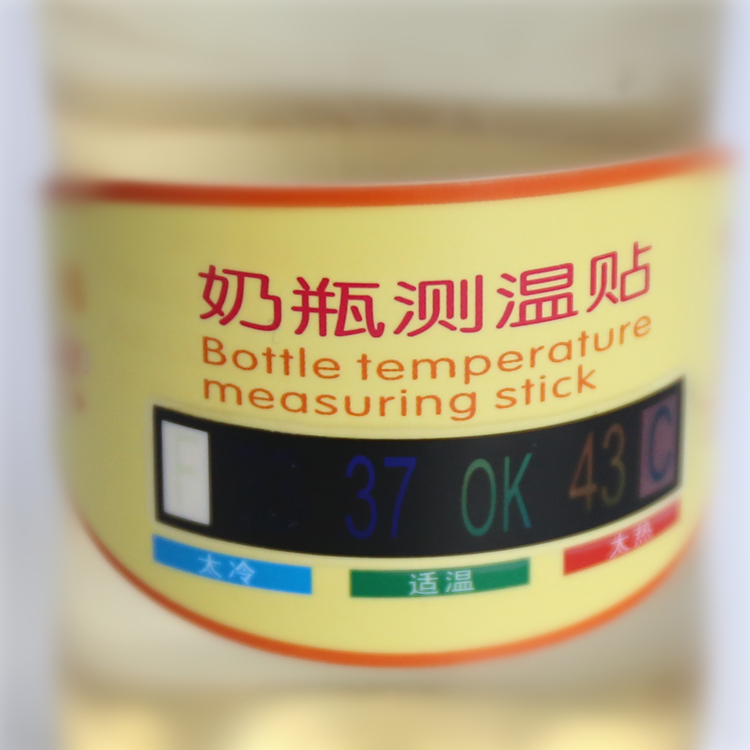 奶瓶测温贴
Bottle temperature
measuring stick
37 OK 43 C
太冷 适温 太热